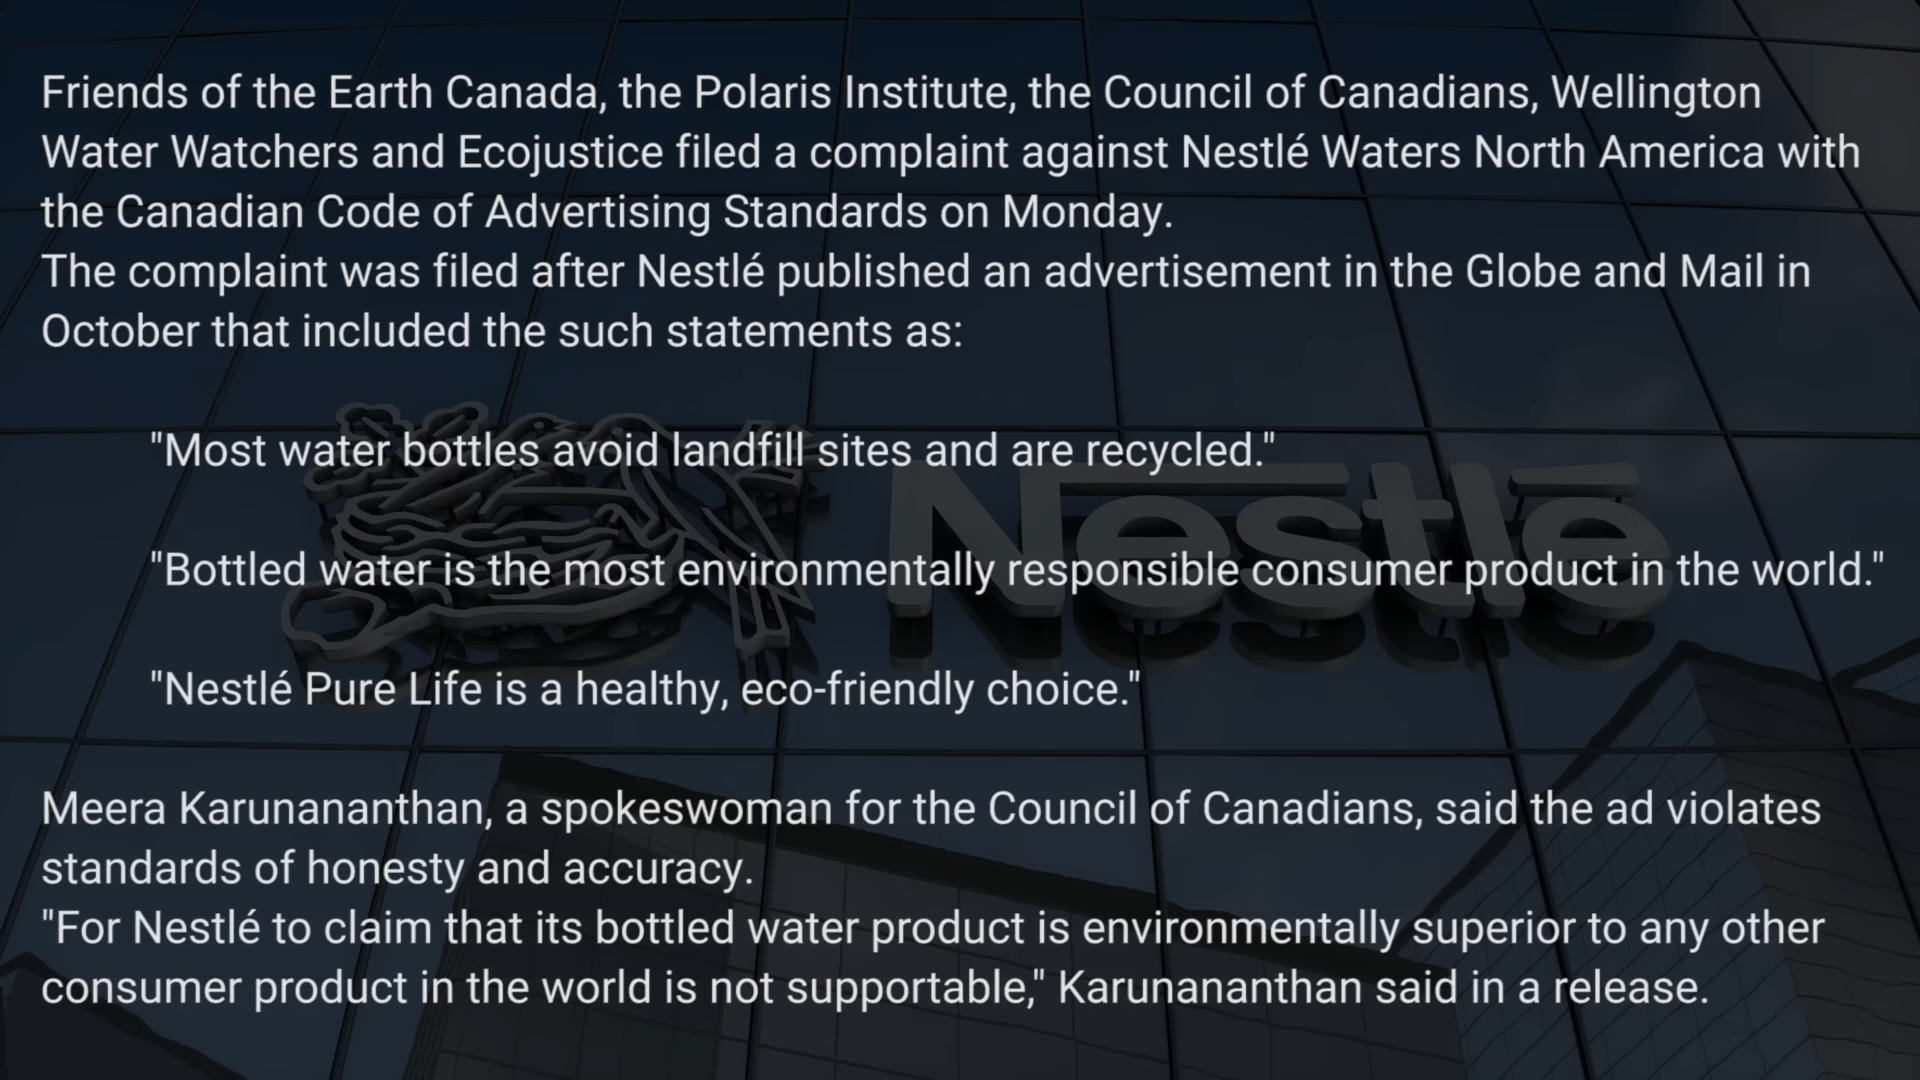 Friends of the Earth Canada, the Polaris Institute, the Council of Canadians, Wellington
Water Watchers and Ecojustice filed a complaint against Nestlé Waters North America with
the Canadian Code of Advertising Standards on Monday.
The complaint was filed after Nestlé published an advertisement in the Globe and Mail in
October that included the such statements as:
"Most water bottles avoid landfill sites and are recycled."
Nestlé
"Bottled water is the most environmentally responsible consumer product in the world."
"Nestlé Pure Life is a healthy, eco-friendly choice."
Meera Karunananthan, a spokeswoman for the Council of Canadians, said the ad violates
standards of honesty and accuracy.
"For Nestlé to claim that its bottled water product is environmentally superior to any other
consumer product in the world is not supportable," Karunananthan said in a release.